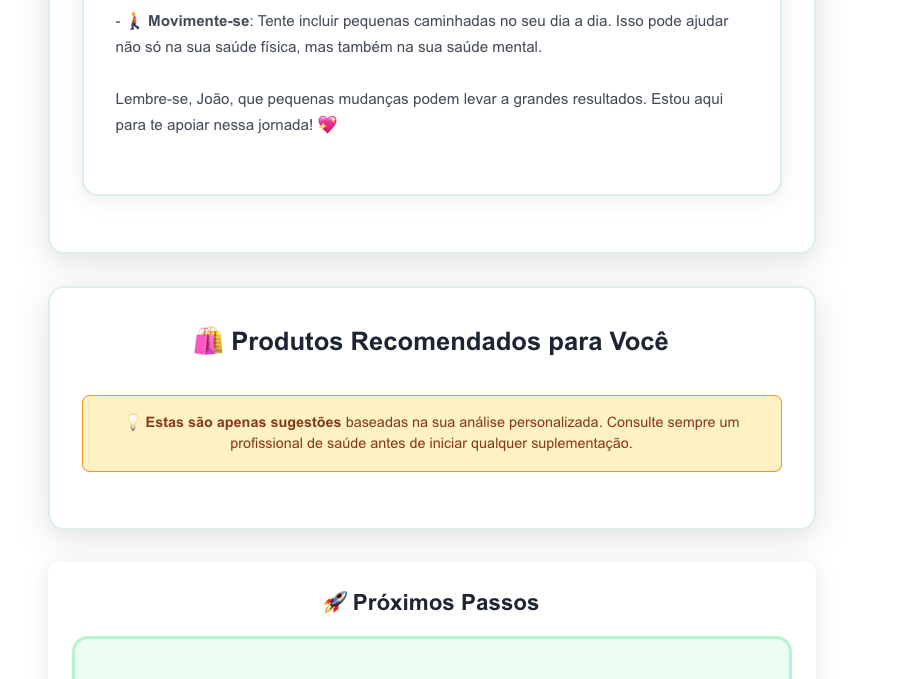 - 🚶 Movimente-se: Tente incluir pequenas caminhadas no seu dia a dia. Isso pode ajudar
não só na sua saúde física, mas também na sua saúde mental.
Lembre-se, João, que pequenas mudanças podem levar a grandes resultados. Estou aqui
para te apoiar nessa jornada! 💖
🛍️ Produtos Recomendados para Você
💡 Estas são apenas sugestões baseadas na sua análise personalizada. Consulte sempre um
profissional de saúde antes de iniciar qualquer suplementação.
🚀 Próximos Passos